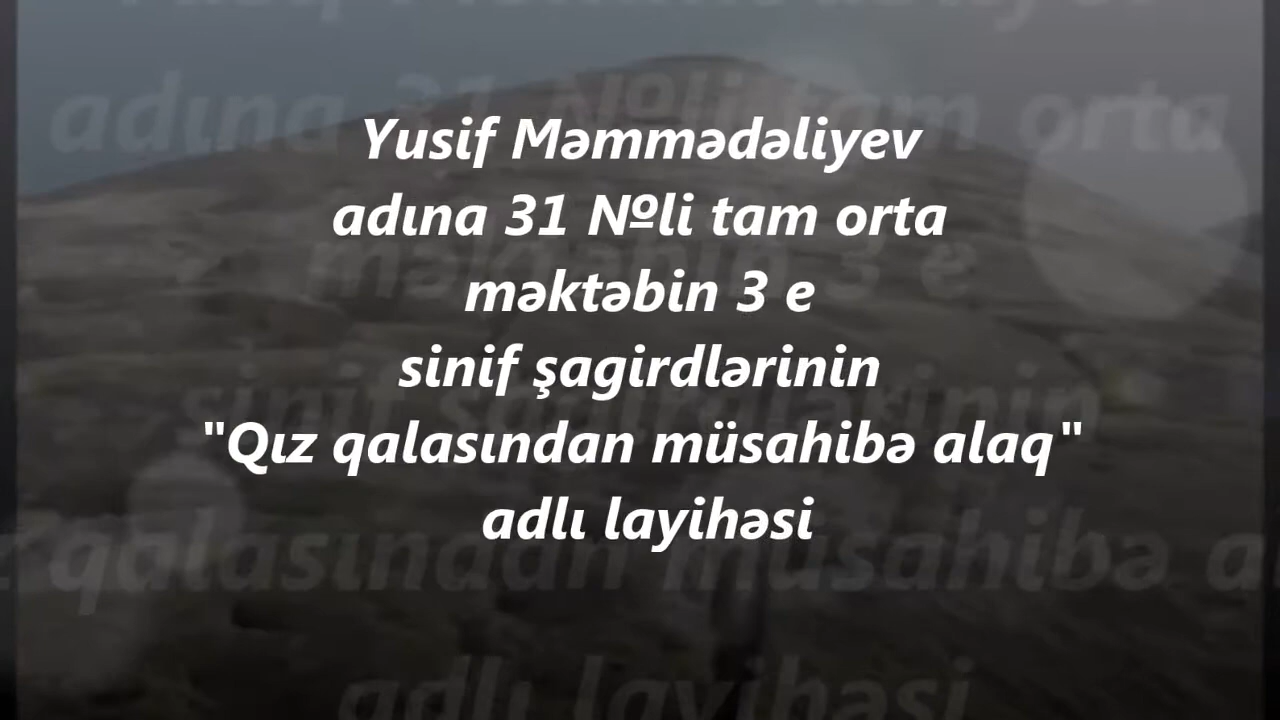 Yusif Məmmədəliyev
adına 31 №li tam orta
məktəbin 3 e
sinif şagirdlərinin
"Qız qalasından müsahibə alaq"
adlı layihəsi